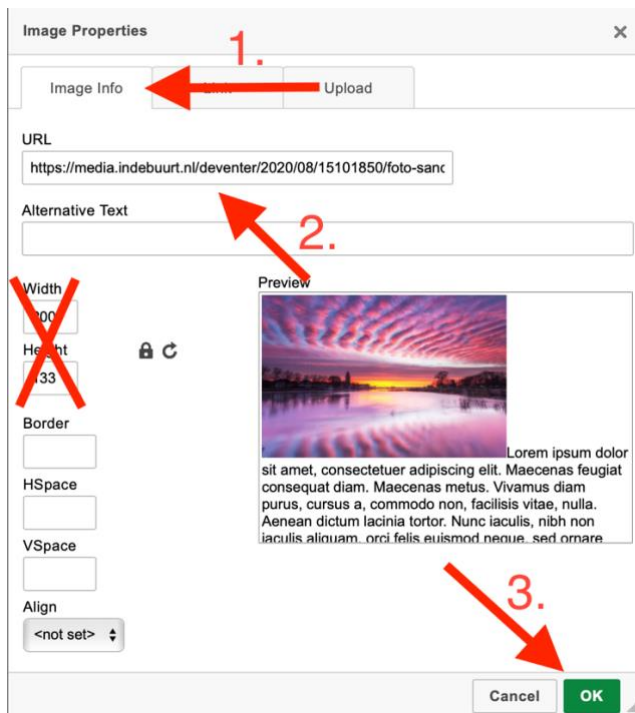 Image Properties
1.
Image Info
Upload
URL
https://media.indebuurt.nl/deventer/2020/08/15101850/foto-sand
Alternative Text
2.
Width
200
Height
133
Preview
Border
HSpace
VSpace
Align
<not set>
Lorem ipsum dolor
sit amet, consectetuer adipiscing elit. Maecenas feugiat
consequat diam. Maecenas metus. Vivamus diam
purus, cursus a, commodo non, facilisis vitae, nulla.
Aenean dictum lacinia tortor. Nunc iaculis, nibh non
iaculis aliquam, orci felis euismod neque, sed ornare
3.
Cancel
OK